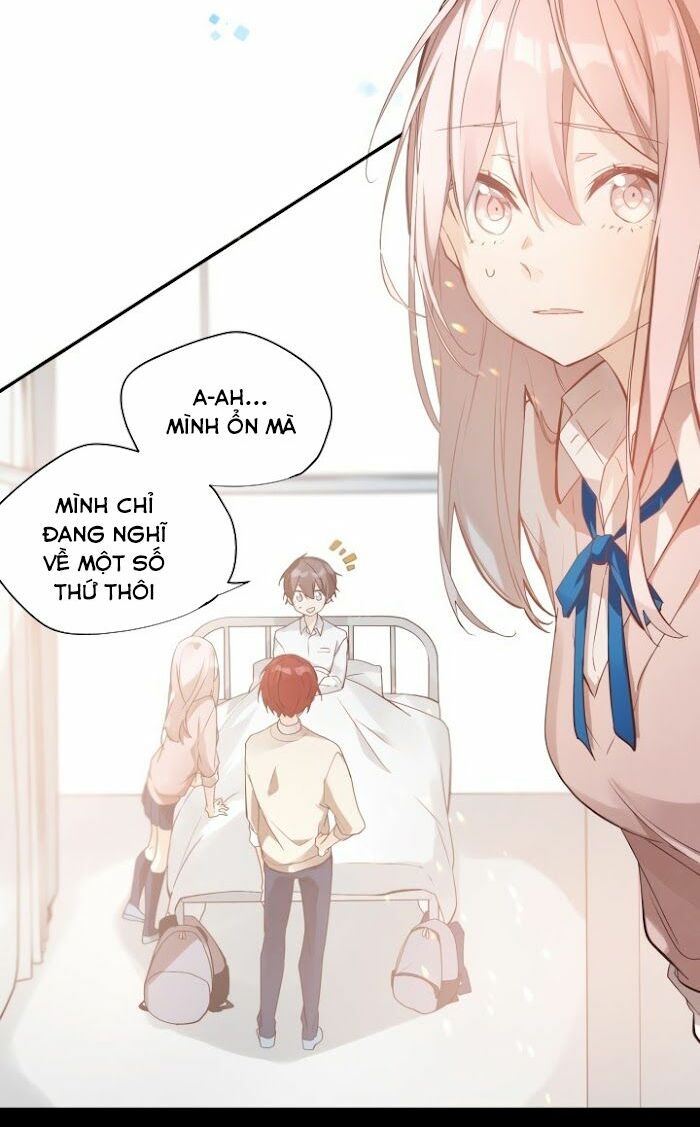 A-AH...
MÌNH ỔN MÀ
MÌNH CHỈ
ĐANG NGHĨ
VỀ MỘT SỐ
THỨ THÔI